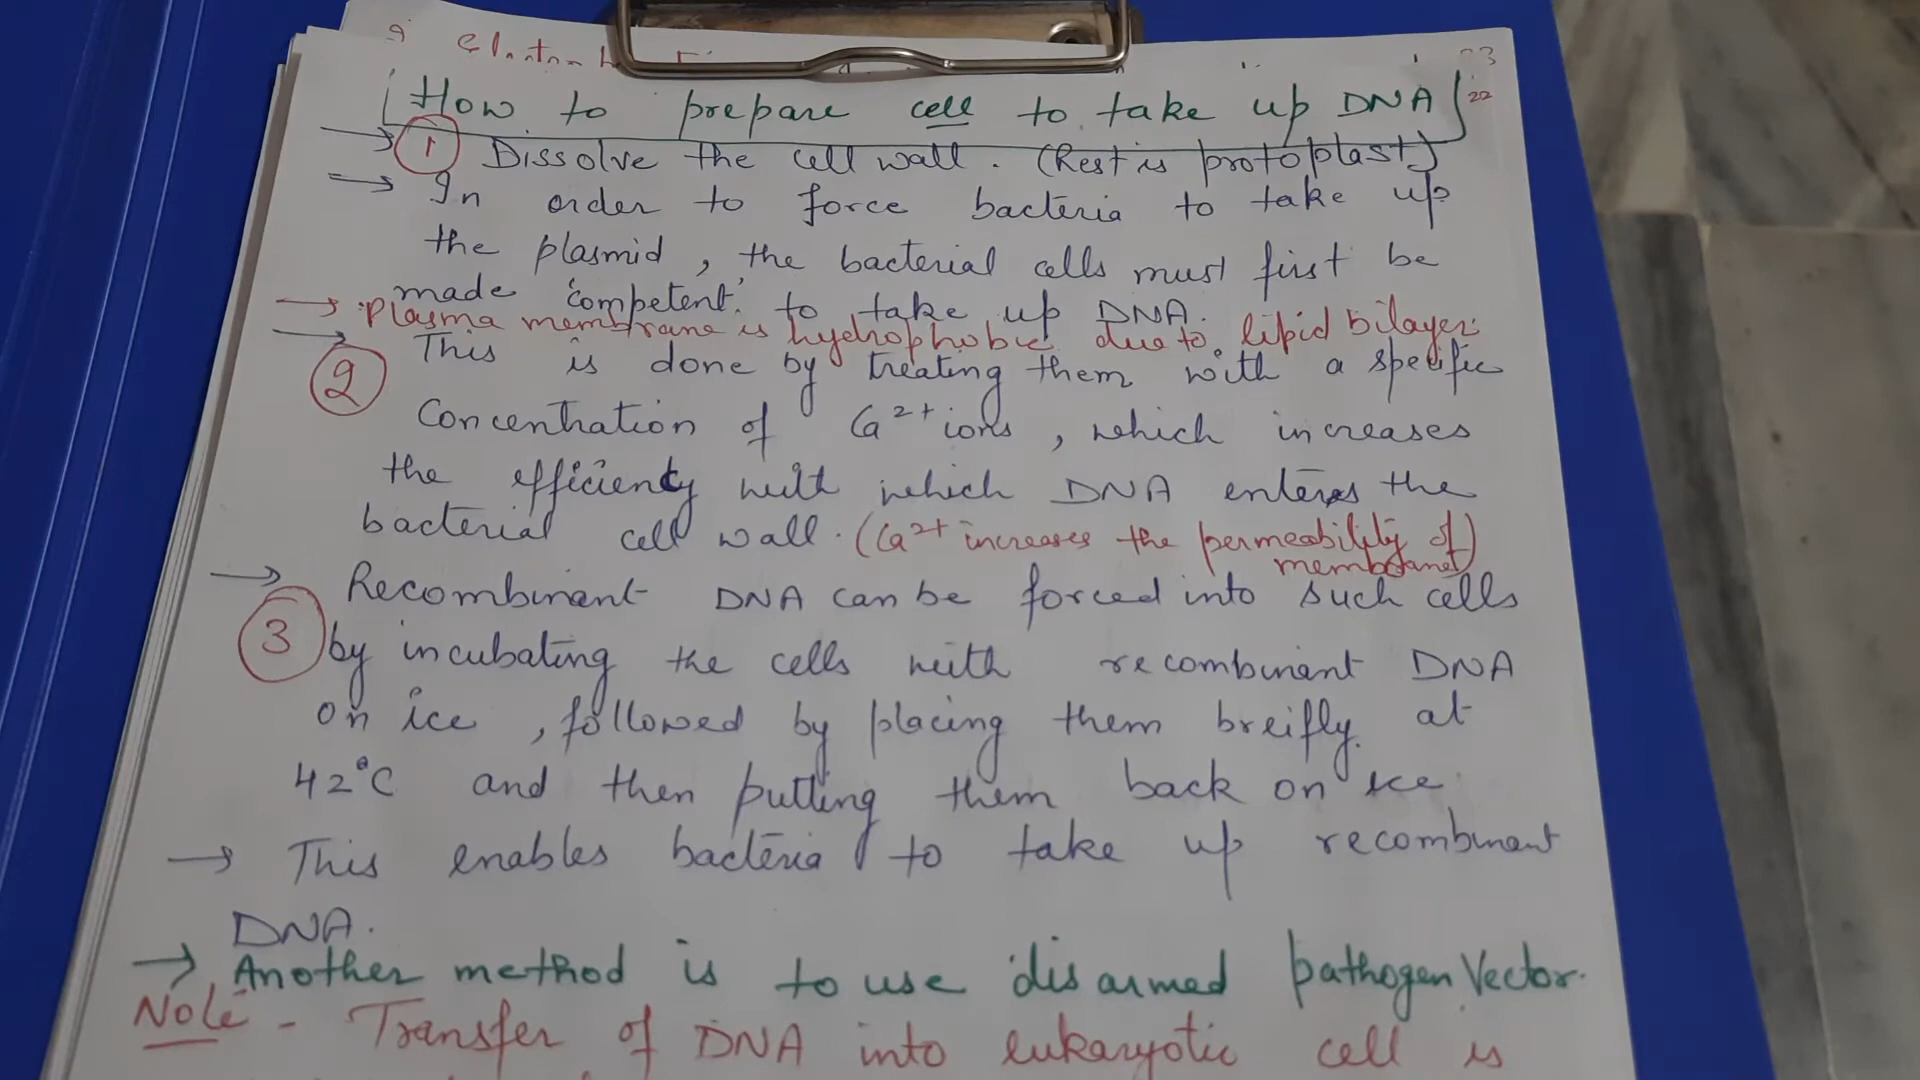 How to prepare cell to take up DNA
22
① Dissolve the cell wall. (Rest is protoplast)
→ In order to force bacteria to take up
the plasmid, the bacterial cells must first be
made 'competent' to take up DNA.
→ Plasma membrane is hydrophobic due to lipid bilayer.
→ ② This is done by treating them with a specific
Concentration of Ca²⁺ ions, which increases
the efficiency with which DNA enters the
bacterial cell wall. (Ca²⁺ increases the permeability of
membrane)
→ ③ Recombinant DNA can be forced into such cells
by incubating the cells with recombinant DNA
on ice, followed by placing them breifly at
42°C and then putting them back on ice
→ This enables bacteria to take up recombinant
DNA.
→ Another method is to use disarmed pathogen Vector.
Note - Transfer of DNA into eukaryotic cell is